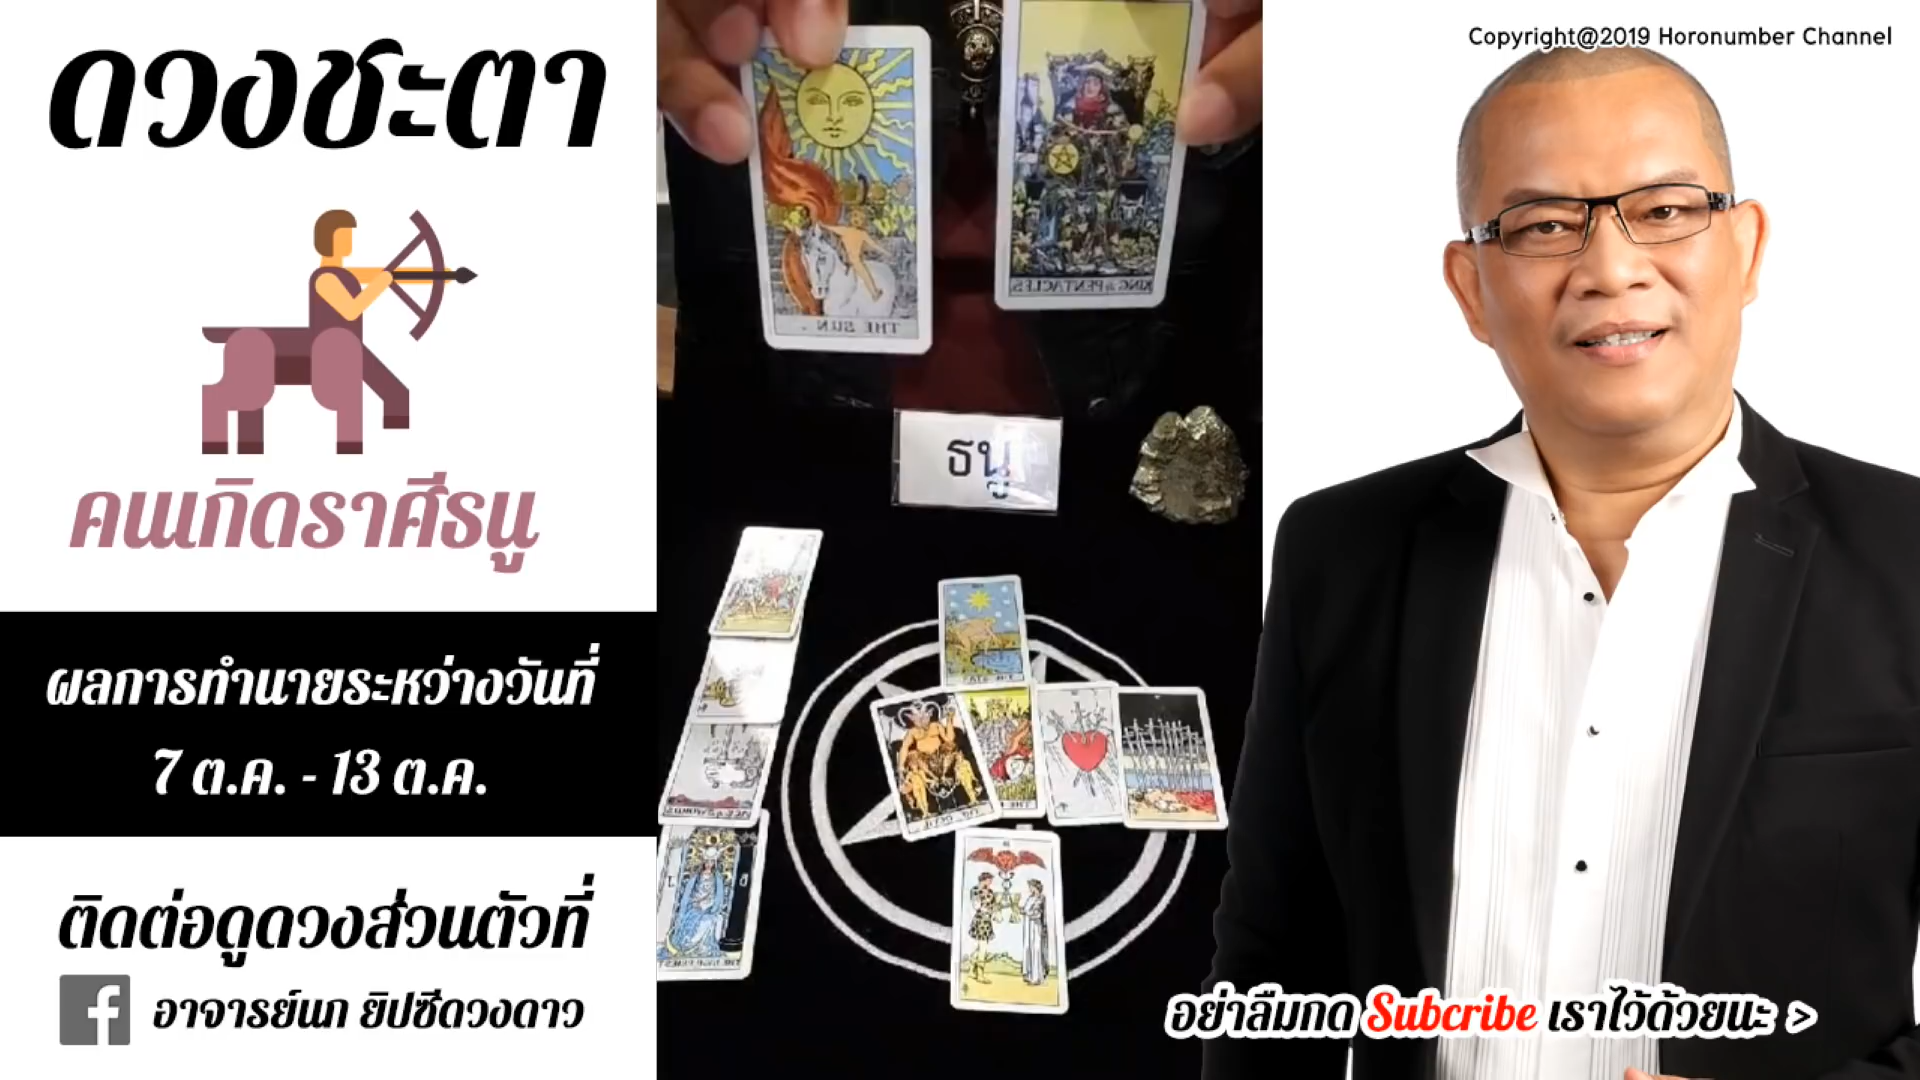 ดวงชะตา
คนเกิดราศีธนู
ผลการทำนายระหว่างวันที่
7 ต.ค. - 13 ต.ค.
ติดต่อดูดวงส่วนตัวที่
f อาจารย์นก ยิปซีดวงดาว
THE SUN.
KING of PENTACLES
ธนู
THE DEVIL
Copyright@2019 Horonumber Channel
อย่าลืมกด Subcribe เราไว้ด้วยนะ >